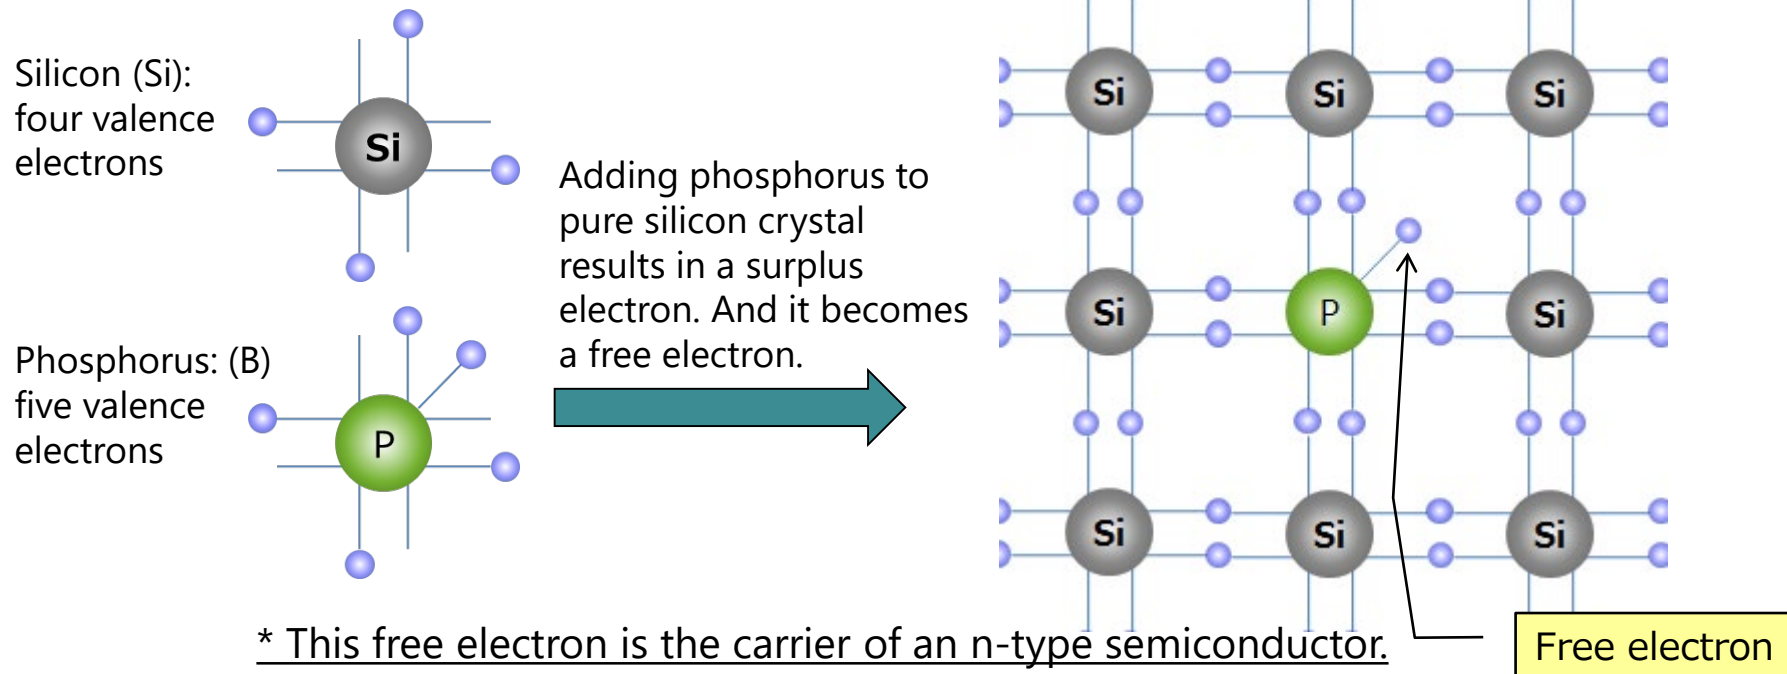 Silicon (Si):
four valence
electrons
Si
Phosphorus: (B)
five valence
electrons
P
Adding phosphorus to
pure silicon crystal
results in a surplus
electron. And it becomes
a free electron.
Si Si Si
Si P Si
Si Si Si
* This free electron is the carrier of an n-type semiconductor.
Free electron